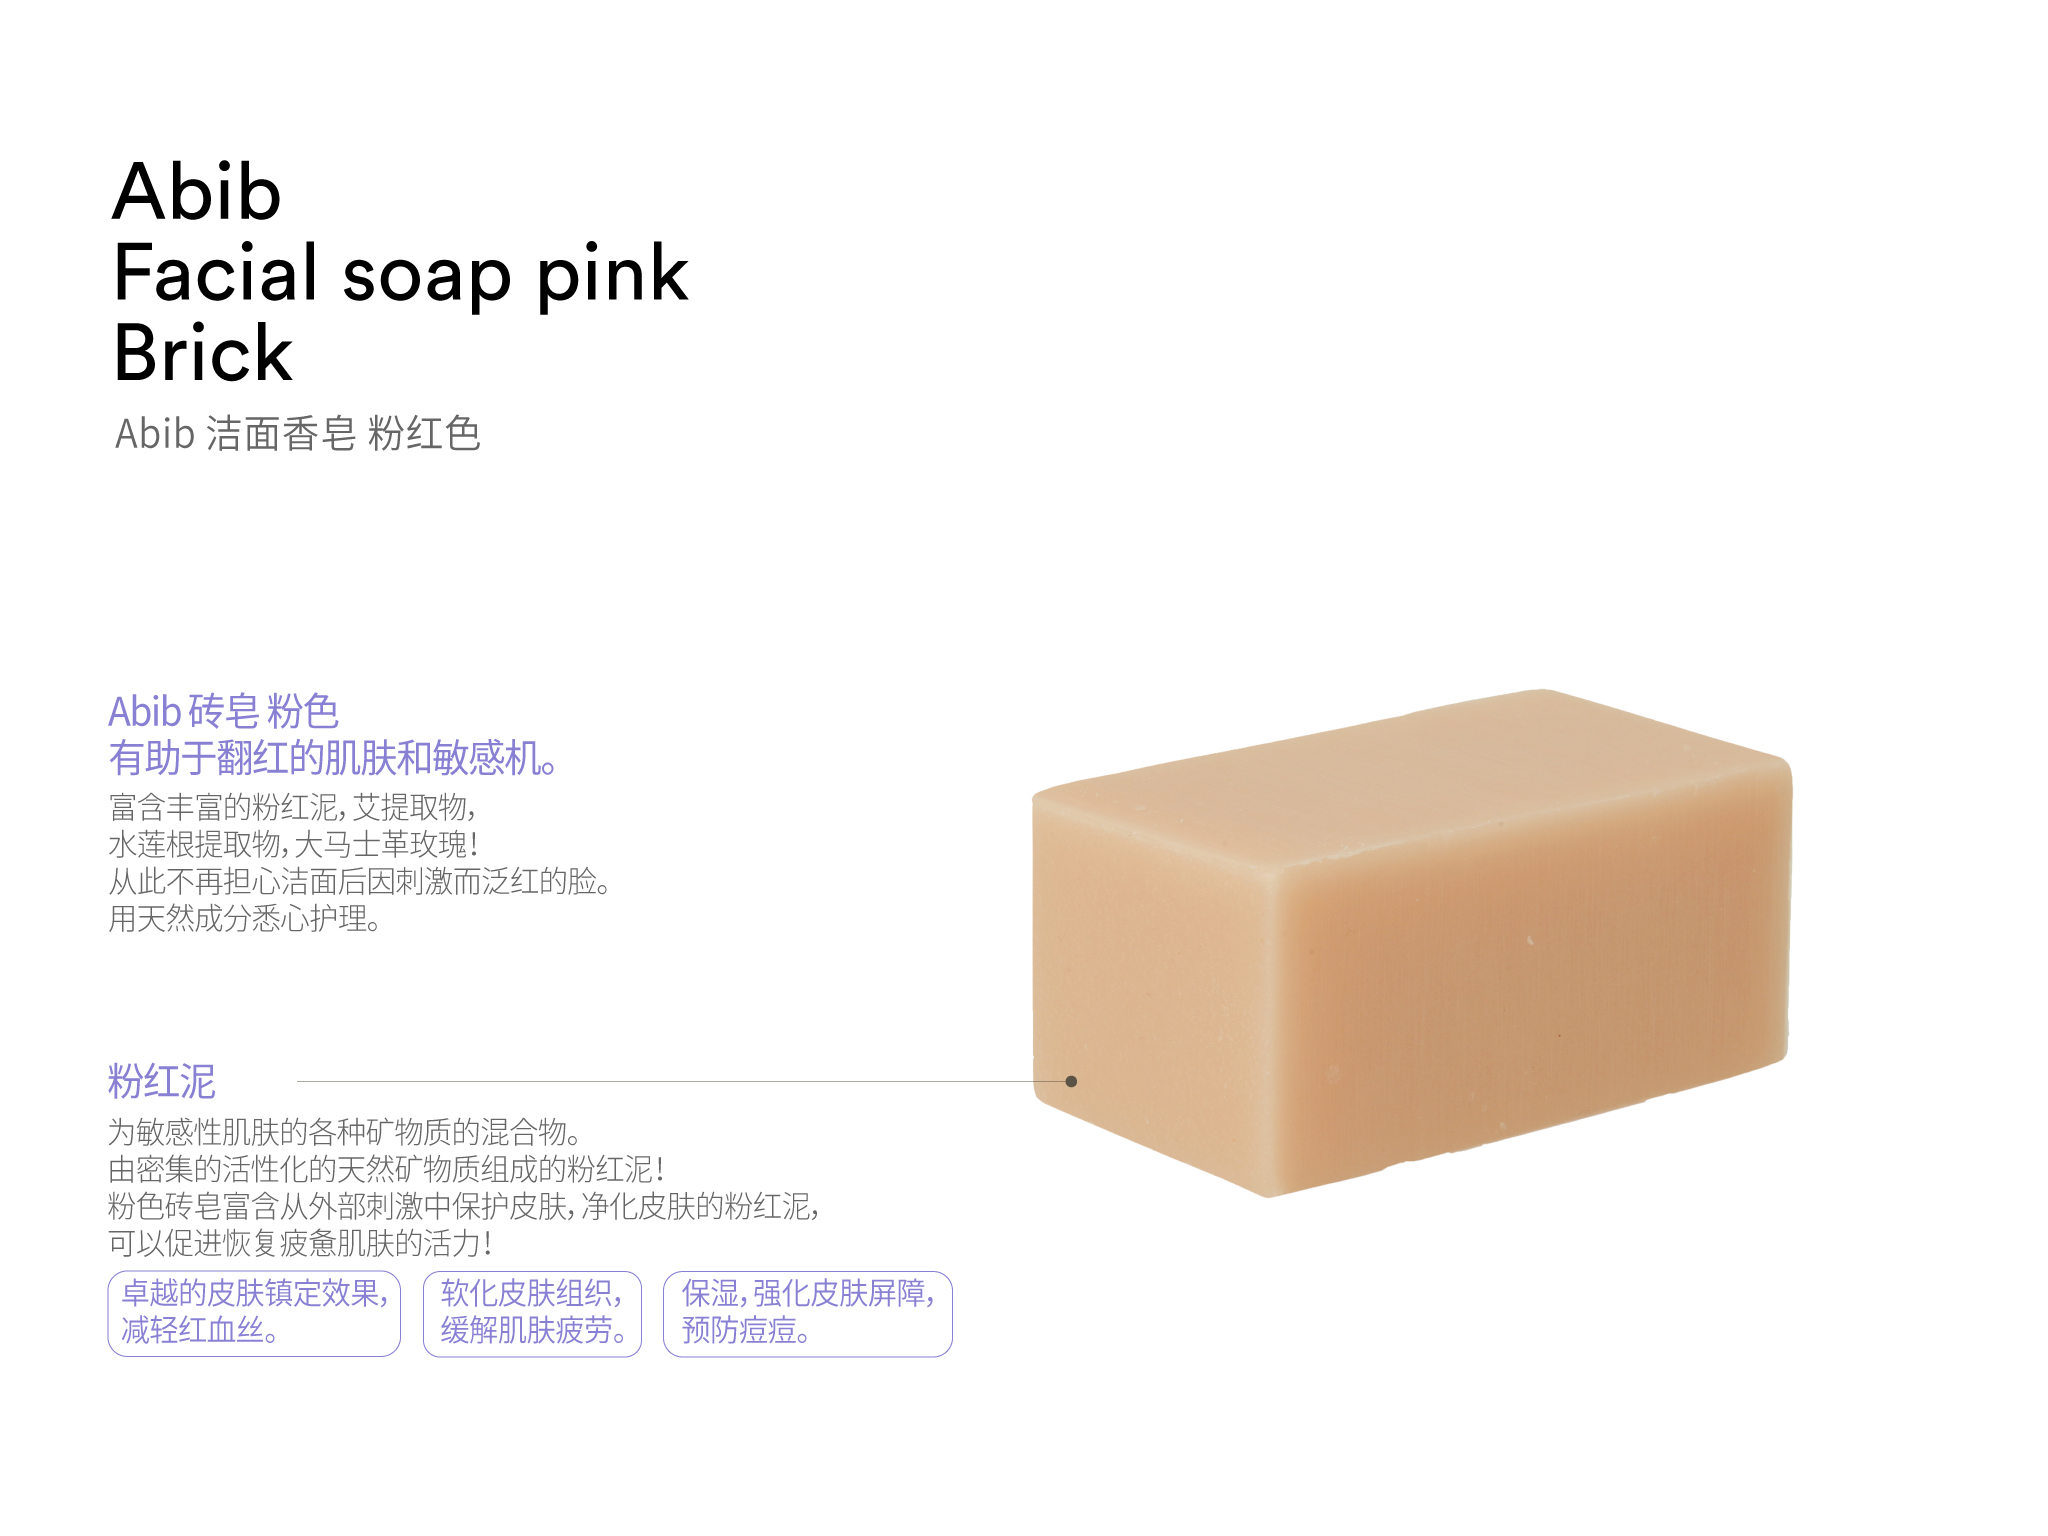 Abib
Facial soap pink
Brick
Abib 洁面香皂 粉红色
Abib 砖皂 粉色
有助于翻红的肌肤和敏感机。
富含丰富的粉红泥，艾提取物，
水莲根提取物，大马士革玫瑰！
从此不再担心洁面后因刺激而泛红的脸。
用天然成分悉心护理。
粉红泥
为敏感性肌肤的各种矿物质的混合物。
由密集的活性化的天然矿物质组成的粉红泥！
粉色砖皂富含从外部刺激中保护皮肤，净化皮肤的粉红泥，
可以促进恢复疲惫肌肤的活力！
卓越的皮肤镇定效果，
减轻红血丝。
软化皮肤组织，
缓解肌肤疲劳。
保湿，强化皮肤屏障，
预防痘痘。